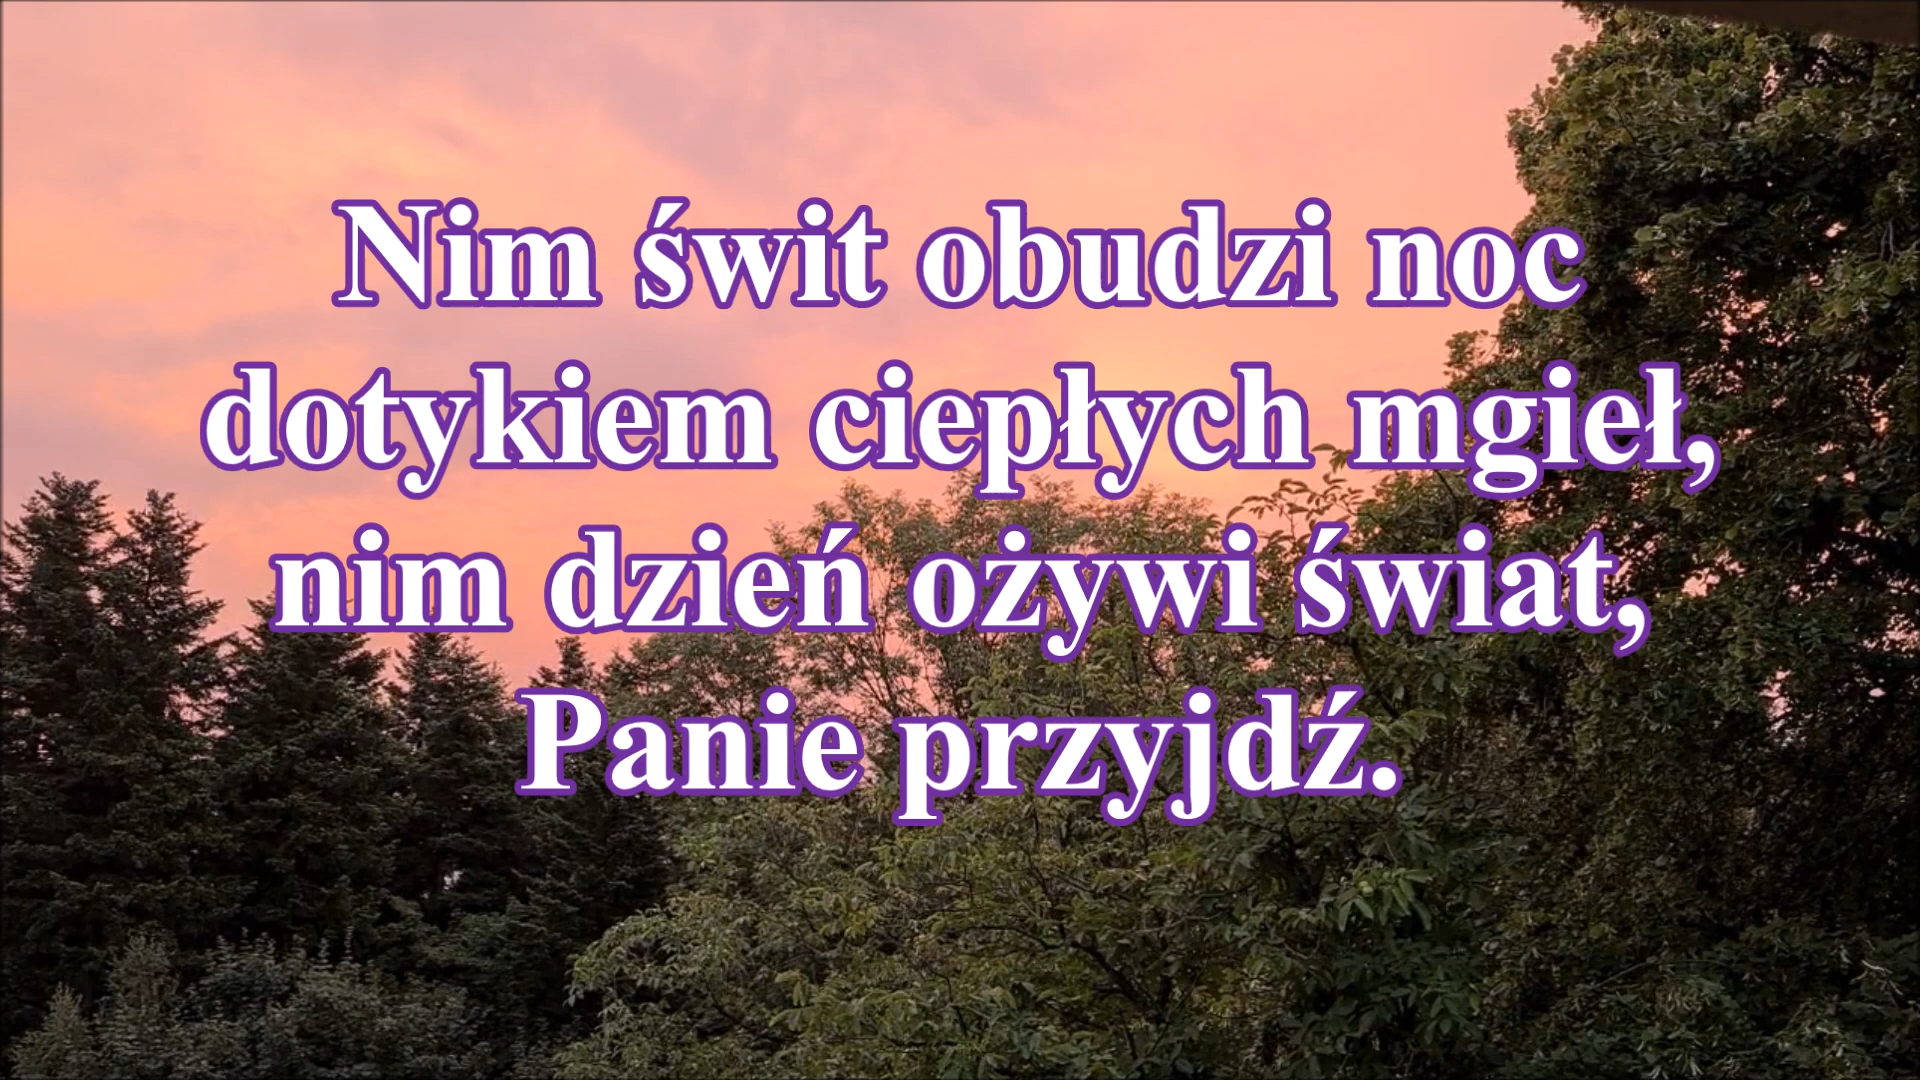 Nim świt obudzi noc
dotykiem ciepłych mgieł,
nim dzień ożywi świat,
Panie przyjdź.